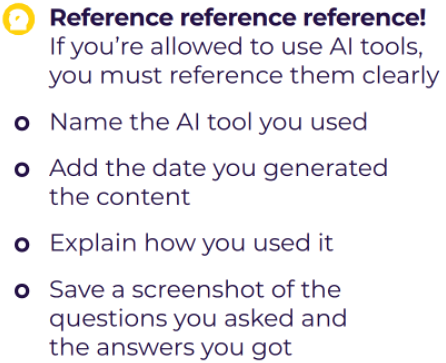 Reference reference reference!
If you're allowed to use AI tools,
you must reference them clearly
Name the AI tool you used
Add the date you generated
the content
Explain how you used it
Save a screenshot of the
questions you asked and
the answers you got